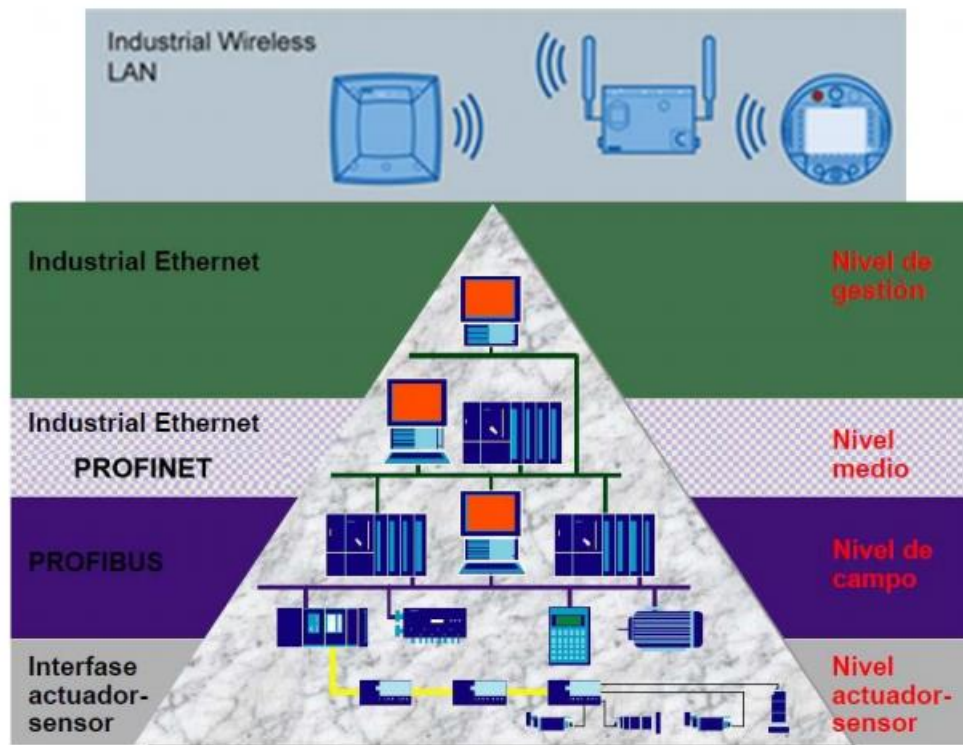 Industrial Wireless
LAN
Industrial Ethernet
Nivel de
gestión
Industrial Ethernet
PROFINET
Nivel
medio
PROFIBUS
Nivel de
campo
Interfase
actuador-
sensor
Nivel
actuador-
sensor